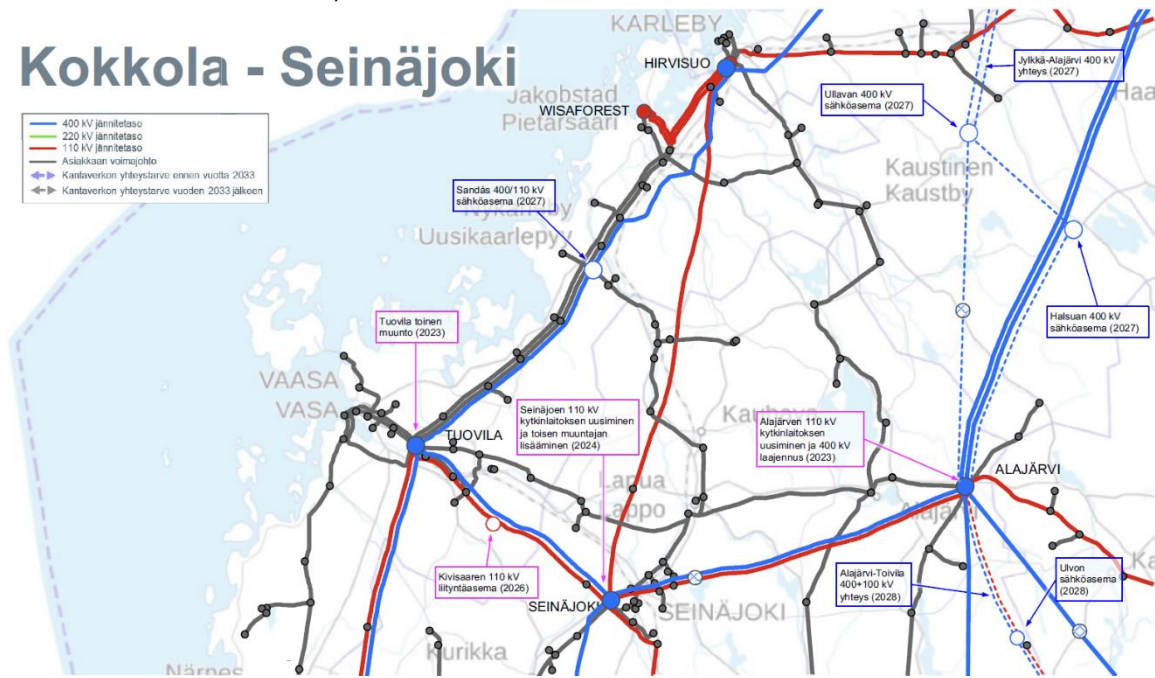 Kokkola - Seinäjoki
400 kV jännitetaso
220 kV jännitetaso
110 kV jännitetaso
Asiakkaan voimajohto
Kantaverkon yhteystarve ennen vuotta 2033
Kantaverkon yhteystarve vuoden 2033 jälkeen
KARLEBY
HIRVISUO
Jakobstad
Pietarsaari
WISAFOREST
Jylkkä-Alajärvi 400 kV
yhteys (2027)
Ullavan 400 kV
sähköasema (2027)
Haa
Kaustinen
Kaustby
Sandås 400/110 kV
sähköasema (2027)
Uusikaarlepyy
Halsuan 400 kV
sähköasema (2027)
Tuovila toinen
muunto (2023)
VAASA
VASA
TUOVILA
Seinäjoen 110 kV
kytkinlaitoksen uusiminen
ja toisen muuntajan
lisääminen (2024)
Kauhava
Alajärven 110 kV
kytkinlaitoksen
uusiminen ja 400 kV
laajennus (2023)
ALAJÄRVI
Lapua
Lappo
Alajärvi
Kivisaaren 110 kV
liityntäasema (2026)
SEINÄJOKI
SEINÄJOKI
Alajärvi-Toivila
400+100 kV
yhteys (2028)
Ulvon
sähköasema
(2028)
Ka
Kurikka
Närpes